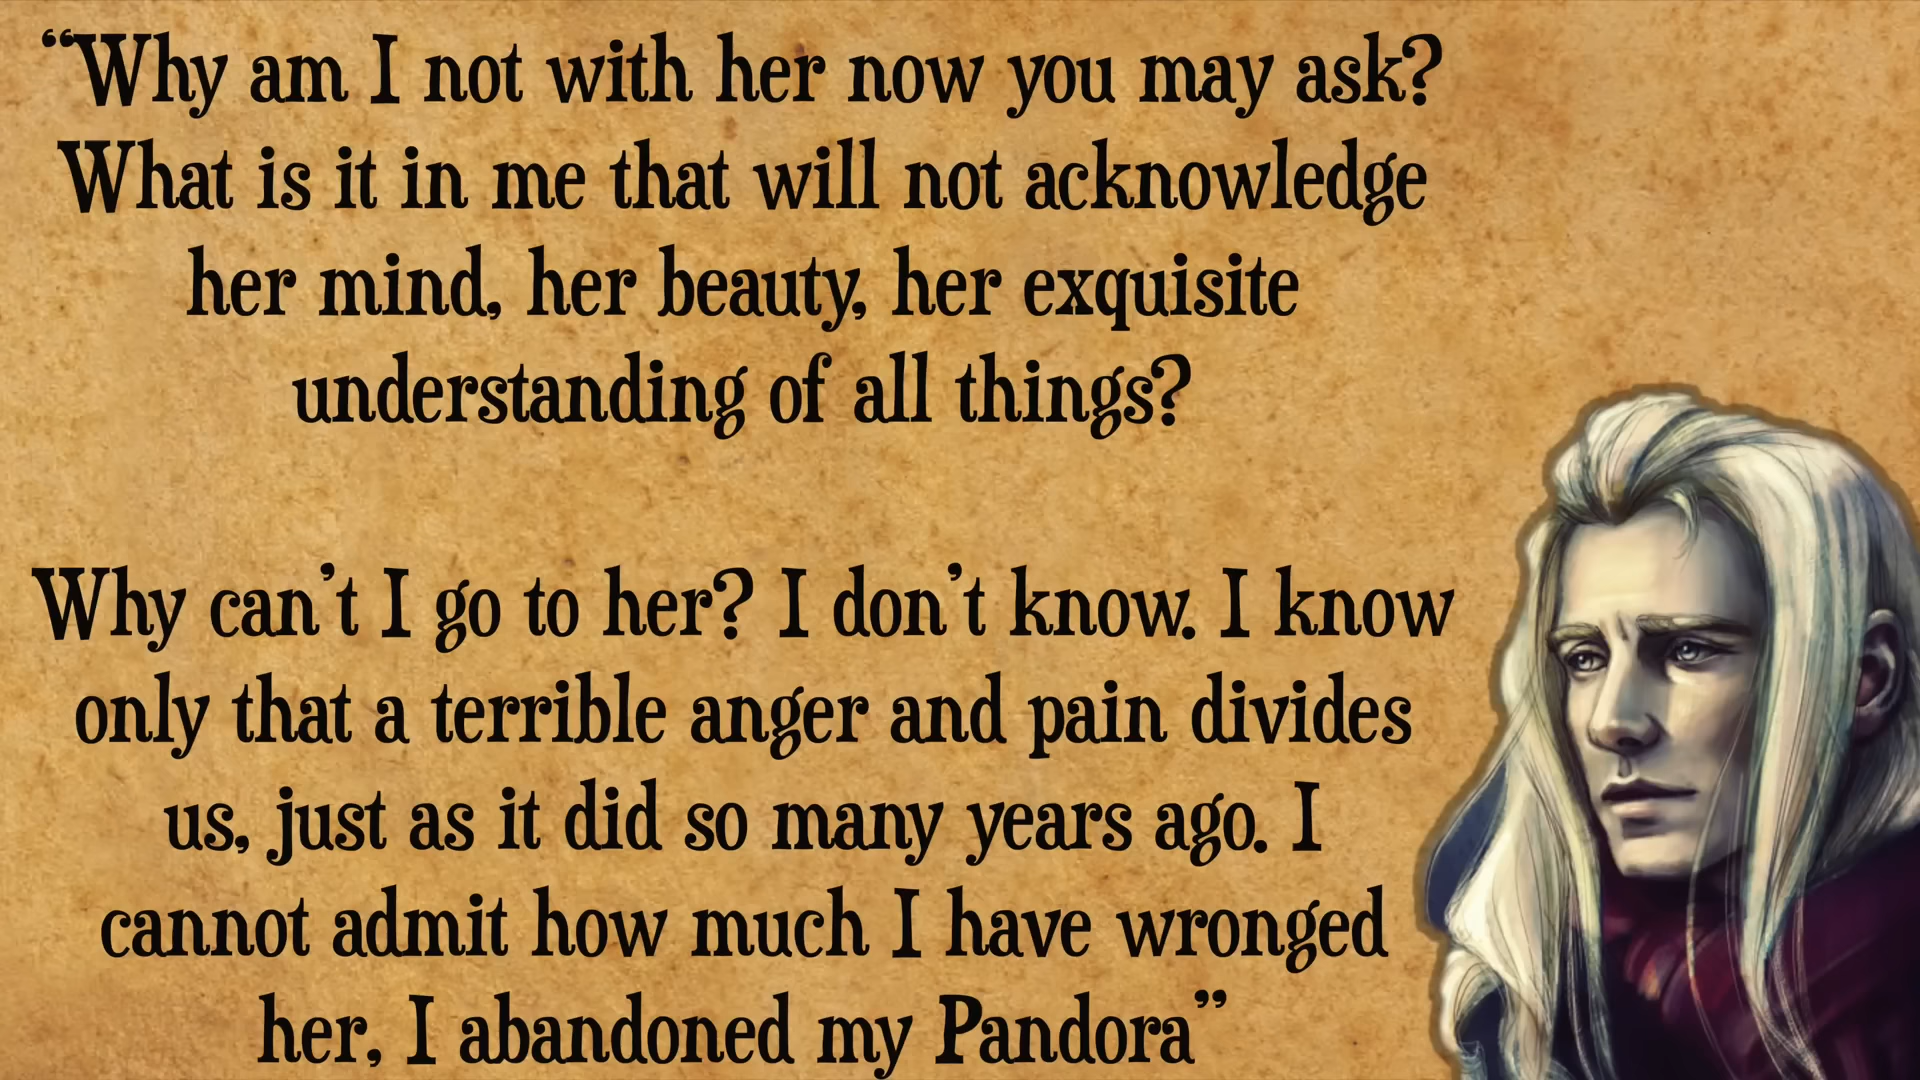 “Why am I not with her now you may ask?
What is it in me that will not acknowledge
her mind, her beauty, her exquisite
understanding of all things?
Why can’t I go to her? I don’t know. I know
only that a terrible anger and pain divides
us, just as it did so many years ago. I
cannot admit how much I have wronged
her, I abandoned my Pandora”